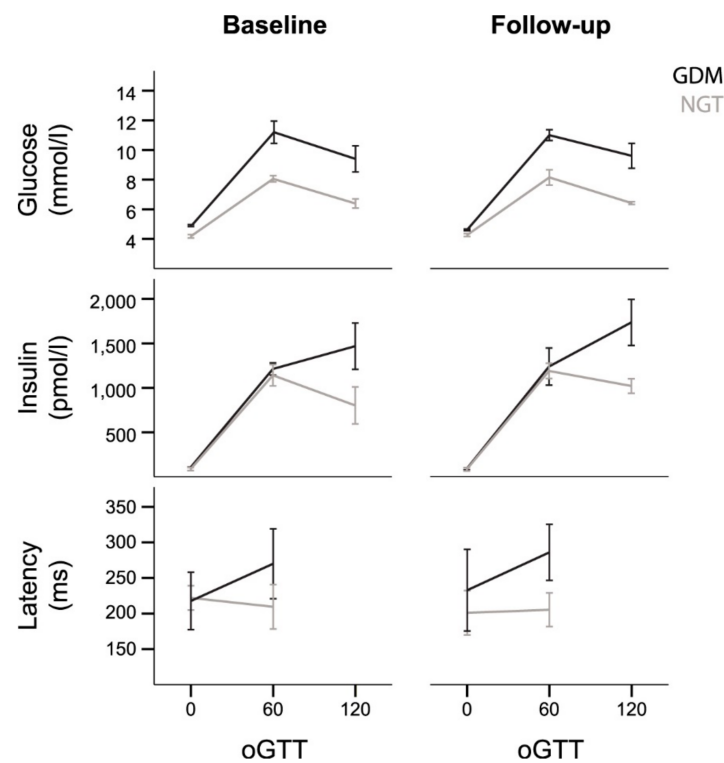 Baseline
Follow-up
GDM
NGT
Glucose
(mmol/l)
14
12
10
8
6
4
Insulin
(pmol/l)
2,000
1,500
1,000
500
Latency
(ms)
350
300
250
200
150
0
60
120
0
60
120
oGTT
oGTT